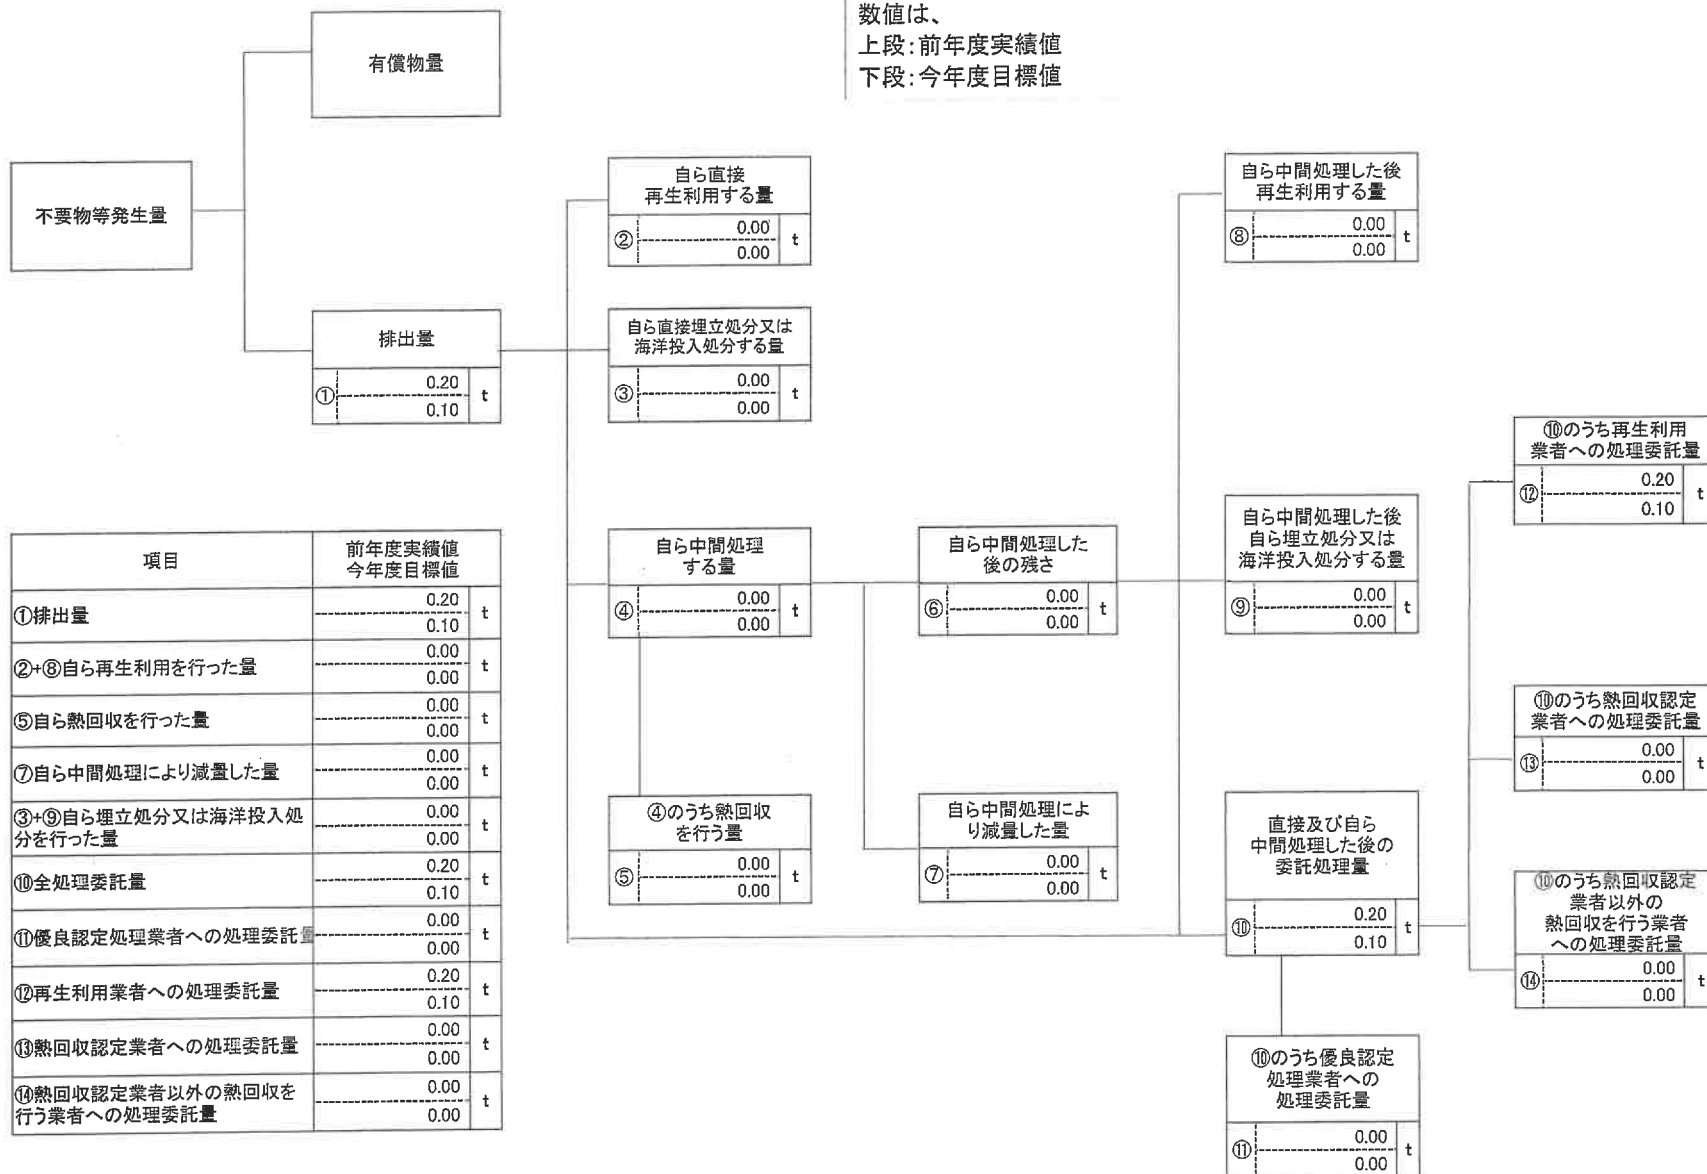 数値は、
上段:前年度実績値
下段:今年度目標値
有償物量
不要物等発生量
排出量
① 0.20 t
0.10
自ら直接
再生利用する量
② 0.00 t
0.00
自ら直接埋立処分又は
海洋投入処分する量
③ 0.00 t
0.00
自ら中間処理
する量
④ 0.00 t
0.00
④のうち熱回収
を行う量
⑤ 0.00 t
0.00
自ら中間処理した
後の残さ
⑥ 0.00 t
0.00
自ら中間処理によ
り減量した量
⑦ 0.00 t
0.00
自ら中間処理した後
再生利用する量
⑧ 0.00 t
0.00
自ら中間処理した後
自ら埋立処分又は
海洋投入処分する量
⑨ 0.00 t
0.00
直接及び自ら
中間処理した後の
委託処理量
⑩ 0.20 t
0.10
⑩のうち優良認定
処理業者への
処理委託量
⑪ 0.00 t
0.00
⑩のうち再生利用
業者への処理委託量
⑫ 0.20 t
0.10
⑩のうち熱回収認定
業者への処理委託量
⑬ 0.00 t
0.00
⑩のうち熱回収認定
業者以外の
熱回収を行う業者
への処理委託量
⑭ 0.00 t
0.00
項目 前年度実績値
今年度目標値
①排出量 0.20 t
0.10
②+⑧自ら再生利用を行った量 0.00 t
0.00
⑤自ら熱回収を行った量 0.00 t
0.00
⑦自ら中間処理により減量した量 0.00 t
0.00
③+⑨自ら埋立処分又は海洋投入処 0.00 t
分を行った量 0.00
⑩全処理委託量 0.20 t
0.10
⑪優良認定処理業者への処理委託量 0.00 t
0.00
⑫再生利用業者への処理委託量 0.20 t
0.10
⑬熱回収認定業者への処理委託量 0.00 t
0.00
⑭熱回収認定業者以外の熱回収を 0.00 t
行う業者への処理委託量 0.00